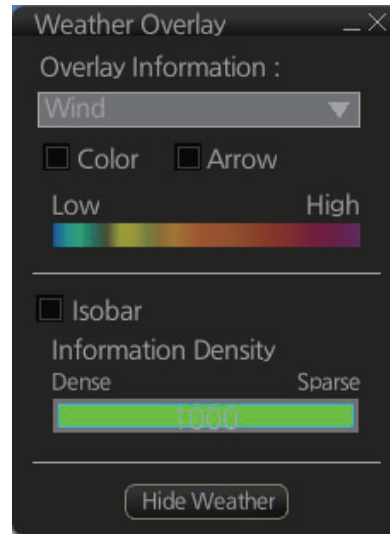 Weather Overlay
Overlay Information :
Wind
Color Arrow
Low High
Isobar
Information Density
Dense Sparse
1000
Hide Weather